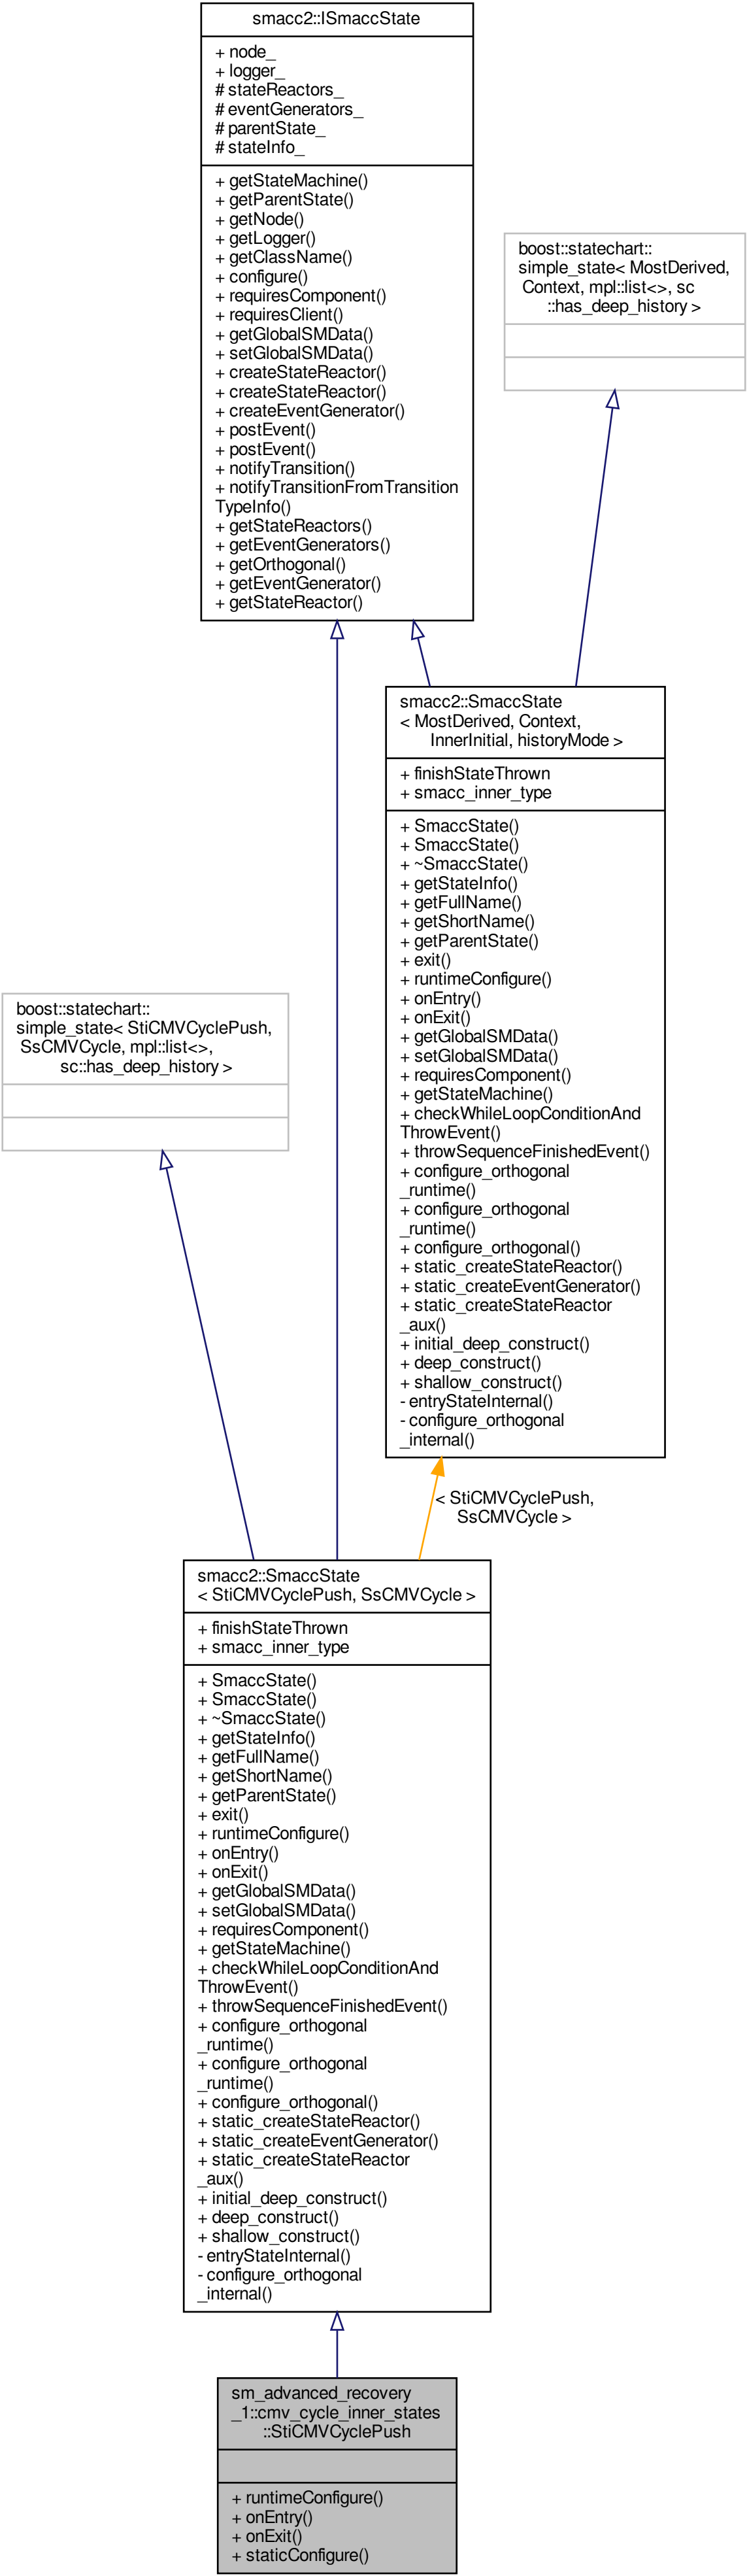 smacc2::ISmaccState
+ node_
+ logger_
# stateReactors_
# eventGenerators_
# parentState_
# stateInfo_
+ getStateMachine()
+ getParentState()
+ getNode()
+ getLogger()
+ getClassName()
+ configure()
+ requiresComponent()
+ requiresClient()
+ getGlobalSMData()
+ setGlobalSMData()
+ createStateReactor()
+ createStateReactor()
+ createEventGenerator()
+ postEvent()
+ postEvent()
+ notifyTransition()
+ notifyTransitionFromTransition
TypeInfo()
+ getStateReactors()
+ getEventGenerators()
+ getOrthogonal()
+ getEventGenerator()
+ getStateReactor()
boost::statechart::
simple_state< MostDerived,
Context, mpl::list<>, sc
::has_deep_history >
smacc2::SmaccState
< MostDerived, Context,
InnerInitial, historyMode >
+ finishStateThrown
+ smacc_inner_type
+ SmaccState()
+ SmaccState()
+ ~SmaccState()
+ getStateInfo()
+ getFullName()
+ getShortName()
+ getParentState()
+ exit()
+ runtimeConfigure()
+ onEntry()
+ onExit()
+ getGlobalSMData()
+ setGlobalSMData()
+ requiresComponent()
+ getStateMachine()
+ checkWhileLoopConditionAnd
ThrowEvent()
+ throwSequenceFinishedEvent()
+ configure_orthogonal
_runtime()
+ configure_orthogonal
_runtime()
+ configure_orthogonal()
+ static_createStateReactor()
+ static_createEventGenerator()
+ static_createStateReactor
_aux()
+ initial_deep_construct()
+ deep_construct()
+ shallow_construct()
- entryStateInternal()
- configure_orthogonal
_internal()
boost::statechart::
simple_state< StiCMVCyclePush,
SsCMVCycle, mpl::list<>,
sc::has_deep_history >
< StiCMVCyclePush,
SsCMVCycle >
smacc2::SmaccState
< StiCMVCyclePush, SsCMVCycle >
+ finishStateThrown
+ smacc_inner_type
+ SmaccState()
+ SmaccState()
+ ~SmaccState()
+ getStateInfo()
+ getFullName()
+ getShortName()
+ getParentState()
+ exit()
+ runtimeConfigure()
+ onEntry()
+ onExit()
+ getGlobalSMData()
+ setGlobalSMData()
+ requiresComponent()
+ getStateMachine()
+ checkWhileLoopConditionAnd
ThrowEvent()
+ throwSequenceFinishedEvent()
+ configure_orthogonal
_runtime()
+ configure_orthogonal
_runtime()
+ configure_orthogonal()
+ static_createStateReactor()
+ static_createEventGenerator()
+ static_createStateReactor
_aux()
+ initial_deep_construct()
+ deep_construct()
+ shallow_construct()
- entryStateInternal()
- configure_orthogonal
_internal()
sm_advanced_recovery
_1::cmv_cycle_inner_states
::StiCMVCyclePush
+ runtimeConfigure()
+ onEntry()
+ onExit()
+ staticConfigure()